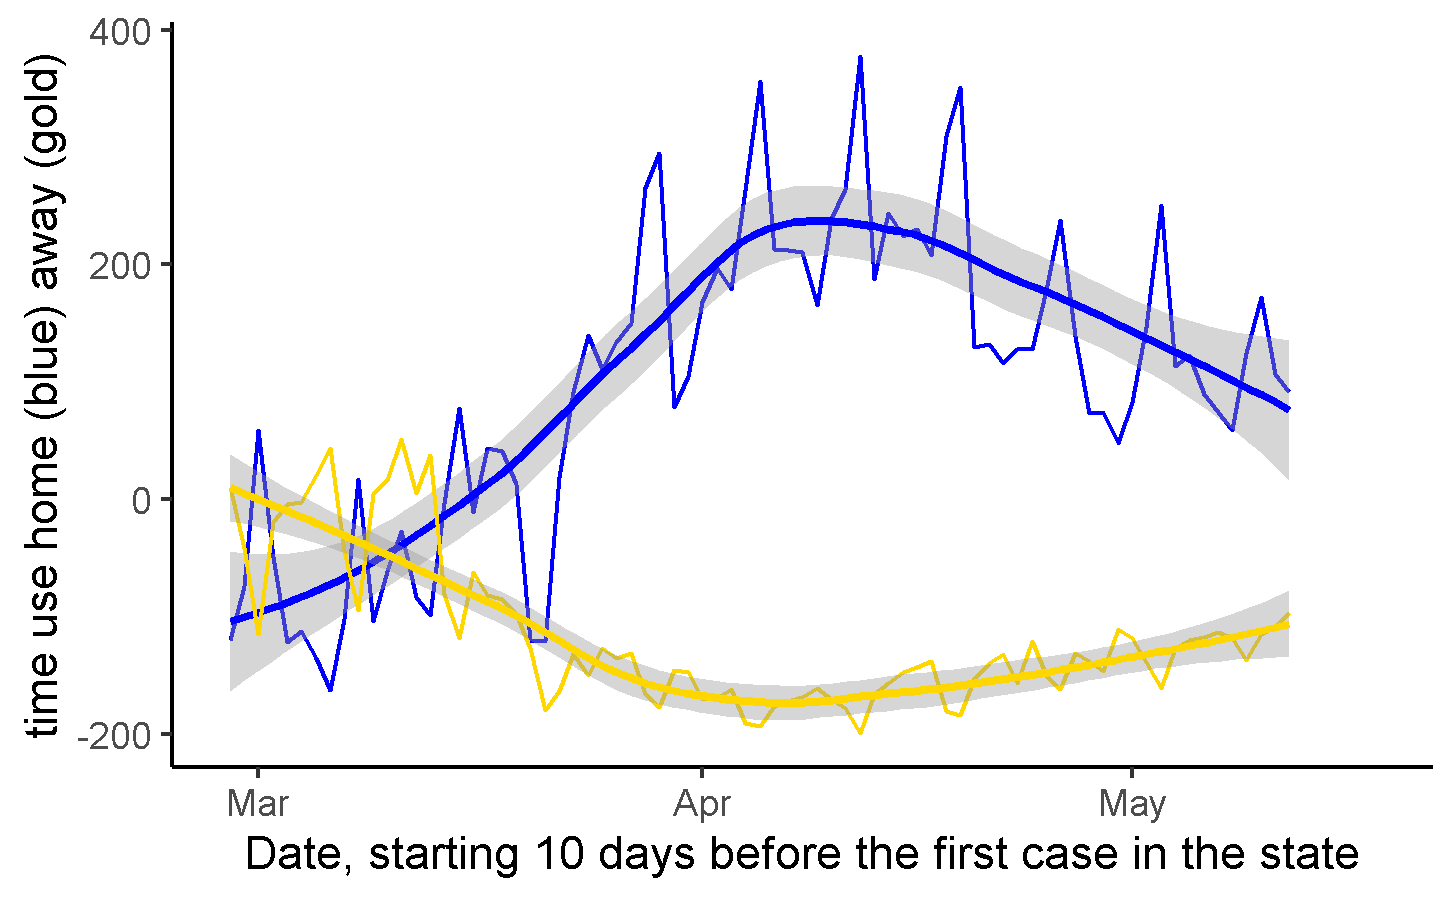 time use home (blue) away (gold)
400
200
0
-200
Mar
Apr
May
Date, starting 10 days before the first case in the state